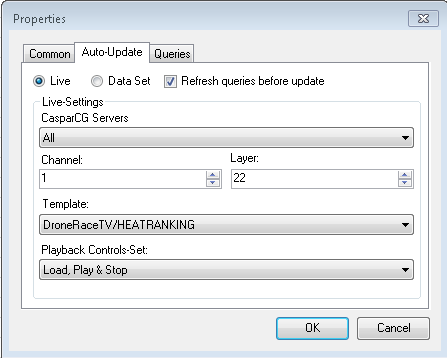 Properties
Common Auto-Update Queries
Live Data Set Refresh queries before update
Live-Settings
CasparCG Servers
All
Channel: Layer:
1 22
Template:
DroneRaceTV/HEATRANKING
Playback Controls-Set:
Load, Play & Stop
OK Cancel